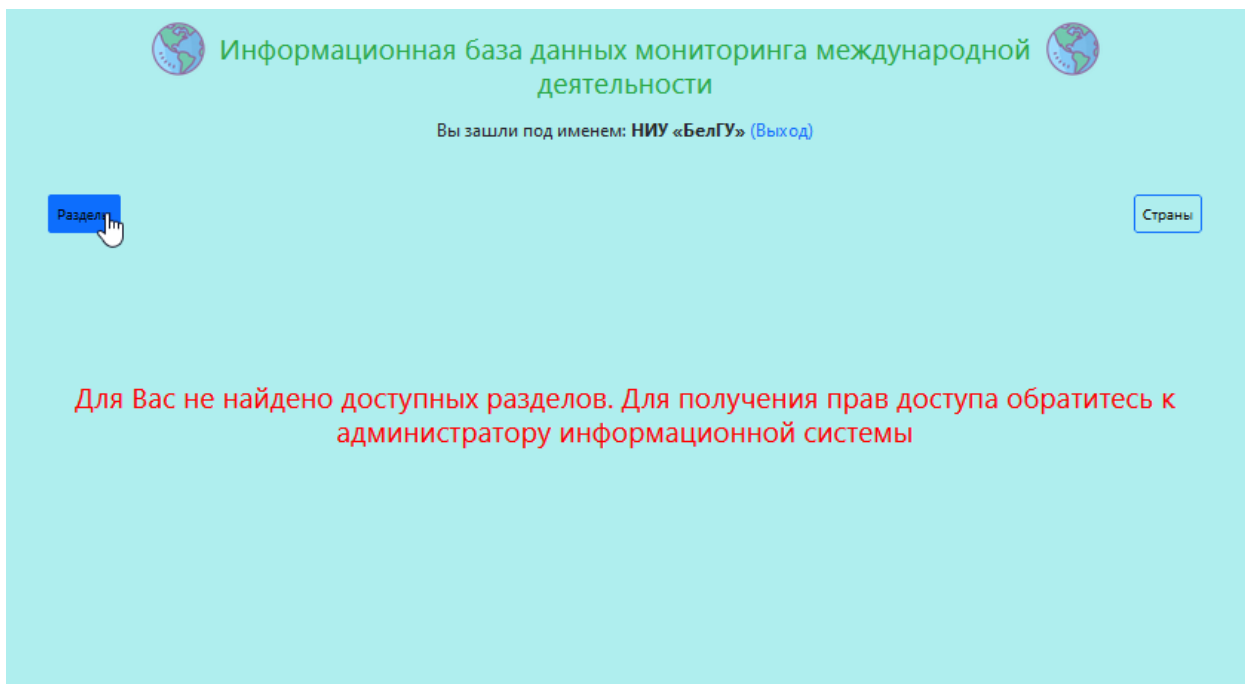 Информационная база данных мониторинга международной
деятельности
Вы зашли под именем: НИУ «БелГУ» (Выход)
Страны
Для Вас не найдено доступных разделов. Для получения прав доступа обратитесь к
администратору информационной системы